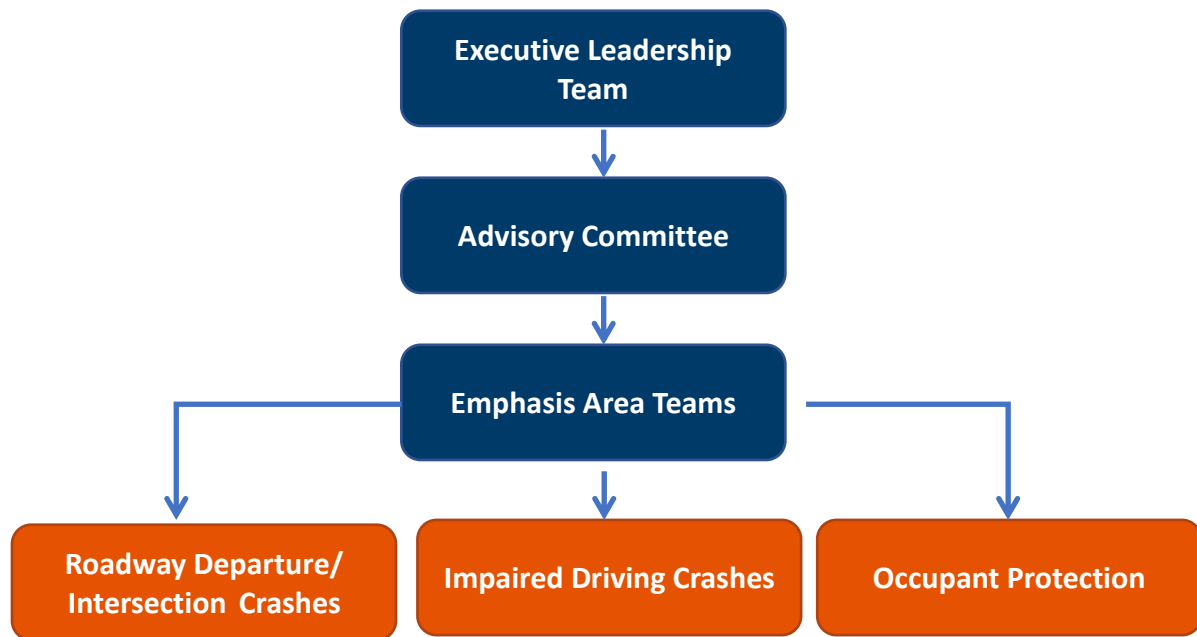 Executive Leadership
Team
Advisory Committee
Emphasis Area Teams
Roadway Departure/
Intersection Crashes
Impaired Driving Crashes
Occupant Protection